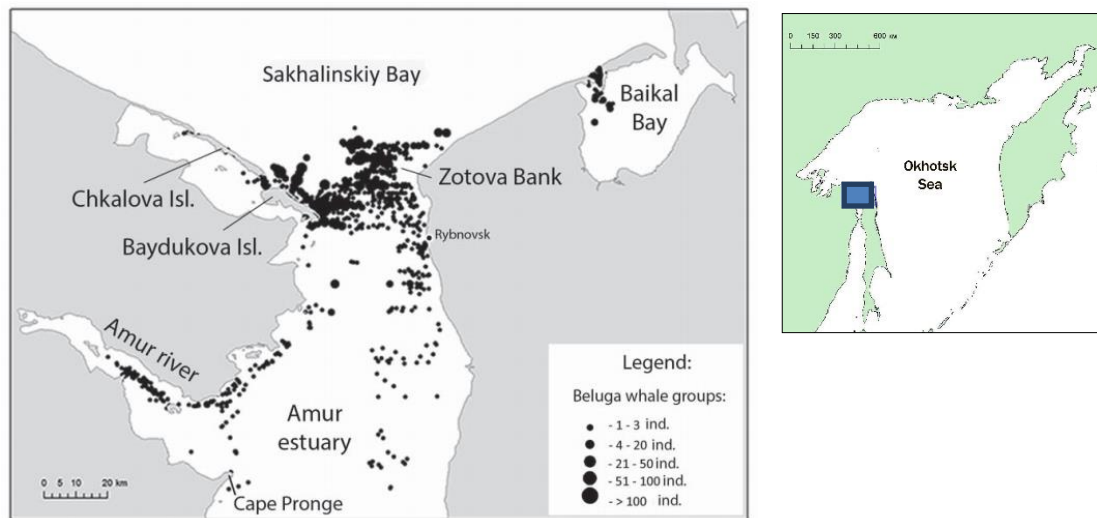 Sakhalinskiy Bay
Baikal
Bay
Chkalova Isl.
Zotova Bank
Baydukova Isl.
Rybnovsk
Amur river
Amur
estuary
Cape Pronge
0 5 10 20 km
Legend:
Beluga whale groups:
- 1 - 3 ind.
- 4 - 20 ind.
- 21 - 50 ind.
- 51 - 100 ind.
- > 100 ind.
0 150 300 600 KM
Okhotsk
Sea